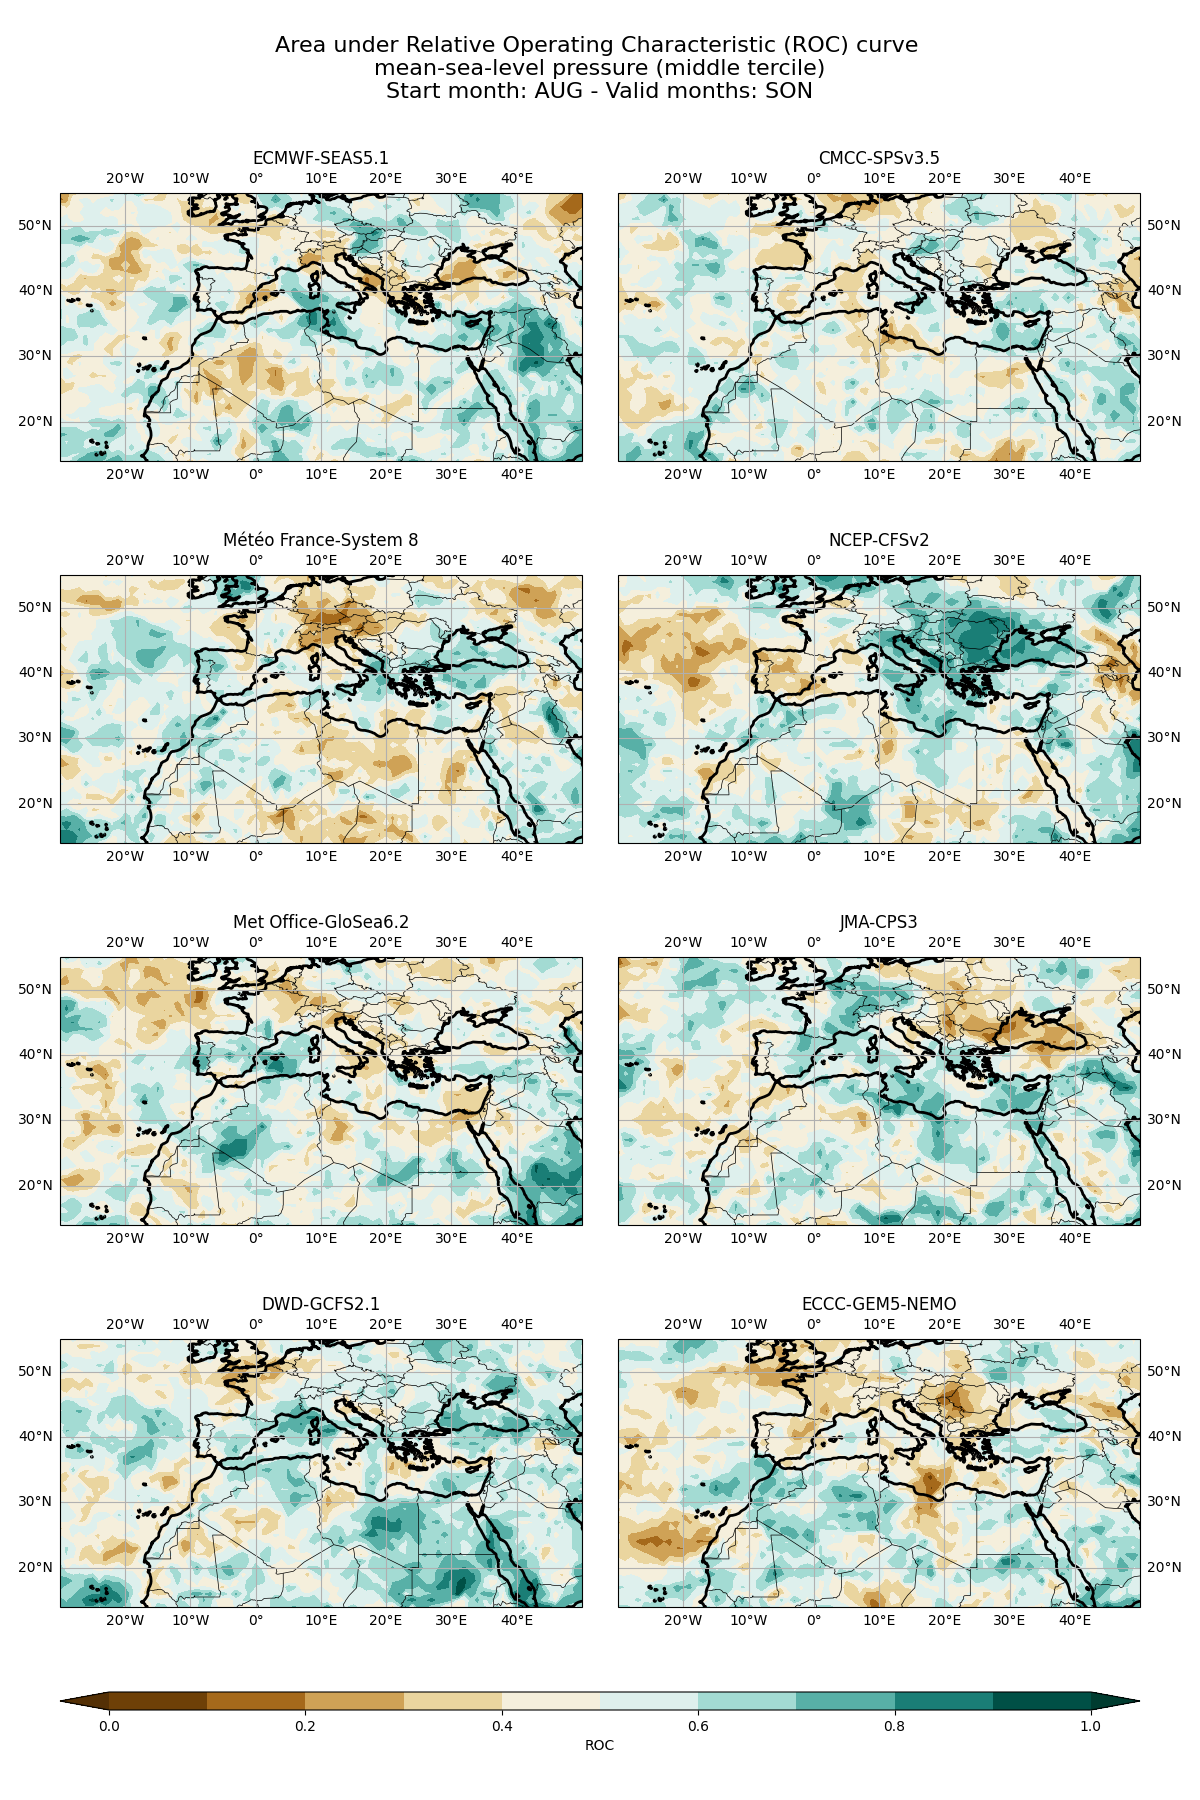 Area under Relative Operating Characteristic (ROC) curve
mean-sea-level pressure (middle tercile)
Start month: AUG - Valid months: SON
ECMWF-SEAS5.1
CMCC-SPSv3.5
20°W 10°W 0° 10°E 20°E 30°E 40°E
20°W 10°W 0° 10°E 20°E 30°E 40°E
50°N 50°N
40°N 40°N
30°N 30°N
20°N 20°N
20°W 10°W 0° 10°E 20°E 30°E 40°E
20°W 10°W 0° 10°E 20°E 30°E 40°E
Météo France-System 8
NCEP-CFSv2
20°W 10°W 0° 10°E 20°E 30°E 40°E
20°W 10°W 0° 10°E 20°E 30°E 40°E
50°N 50°N
40°N 40°N
30°N 30°N
20°N 20°N
20°W 10°W 0° 10°E 20°E 30°E 40°E
20°W 10°W 0° 10°E 20°E 30°E 40°E
Met Office-GloSea6.2
JMA-CPS3
20°W 10°W 0° 10°E 20°E 30°E 40°E
20°W 10°W 0° 10°E 20°E 30°E 40°E
50°N 50°N
40°N 40°N
30°N 30°N
20°N 20°N
20°W 10°W 0° 10°E 20°E 30°E 40°E
20°W 10°W 0° 10°E 20°E 30°E 40°E
DWD-GCFS2.1
ECCC-GEM5-NEMO
20°W 10°W 0° 10°E 20°E 30°E 40°E
20°W 10°W 0° 10°E 20°E 30°E 40°E
50°N 50°N
40°N 40°N
30°N 30°N
20°N 20°N
20°W 10°W 0° 10°E 20°E 30°E 40°E
20°W 10°W 0° 10°E 20°E 30°E 40°E
0.0 0.2 0.4 0.6 0.8 1.0
ROC